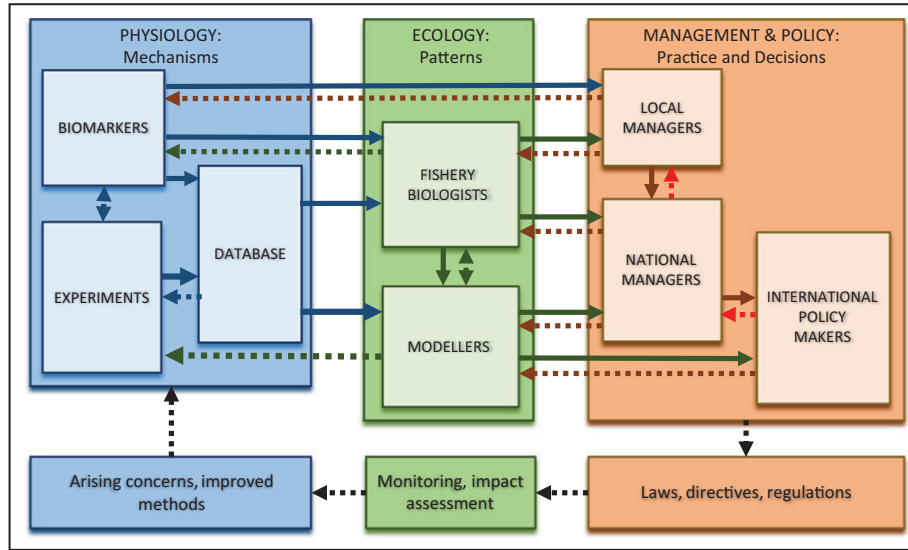 PHYSIOLOGY:
Mechanisms
BIOMARKERS
EXPERIMENTS
DATABASE
ECOLOGY:
Patterns
FISHERY
BIOLOGISTS
MODELLERS
MANAGEMENT & POLICY:
Practice and Decisions
LOCAL
MANAGERS
NATIONAL
MANAGERS
INTERNATIONAL
POLICY
MAKERS
Arising concerns, improved
methods
Monitoring, impact
assessment
Laws, directives, regulations